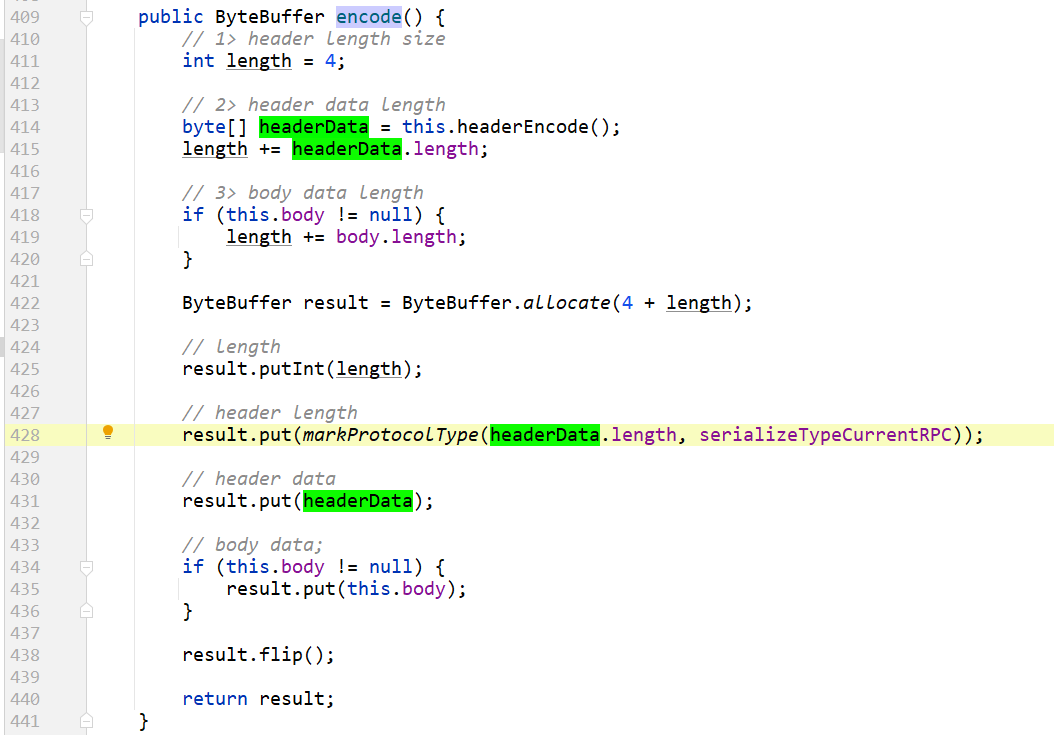 409 public ByteBuffer encode() {
410 // 1> header length size
411 int length = 4;
412
413 // 2> header data length
414 byte[] headerData = this.headerEncode();
415 length += headerData.length;
416
417 // 3> body data length
418 if (this.body != null) {
419 length += body.length;
420 }
421
422 ByteBuffer result = ByteBuffer.allocate(4 + length);
423
424 // length
425 result.putInt(length);
426
427 // header length
428 result.put(markProtocolType(headerData.length, serializeTypeCurrentRPC));
429
430 // header data
431 result.put(headerData);
432
433 // body data;
434 if (this.body != null) {
435 result.put(this.body);
436 }
437
438 result.flip();
439
440 return result;
441 }